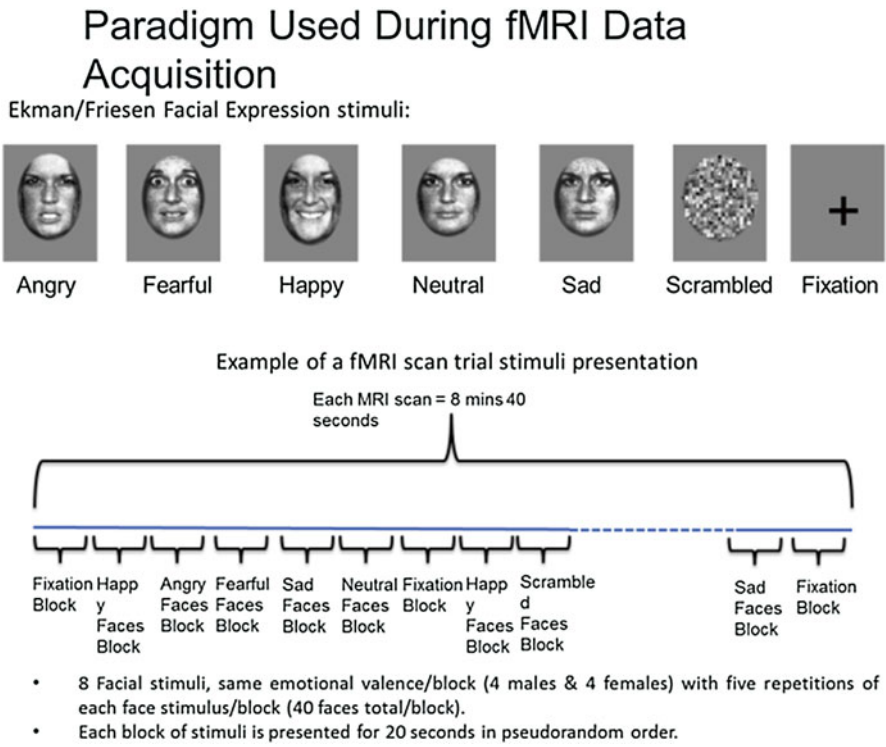 Paradigm Used During fMRI Data
Acquisition
Ekman/Friesen Facial Expression stimuli:
Angry Fearful Happy Neutral Sad Scrambled Fixation
Example of a fMRI scan trial stimuli presentation
Each MRI scan = 8 mins 40
seconds
Fixation
Block
Happ
y
Faces
Block
Angry
Faces
Block
Fearful
Faces
Block
Sad
Faces
Block
Neutral
Faces
Block
Fixation
Block
Happ
y
Faces
Block
Scramble
d
Faces
Block
Sad
Faces
Block
Fixation
Block
• 8 Facial stimuli, same emotional valence/block (4 males & 4 females) with five repetitions of
each face stimulus/block (40 faces total/block).
• Each block of stimuli is presented for 20 seconds in pseudorandom order.